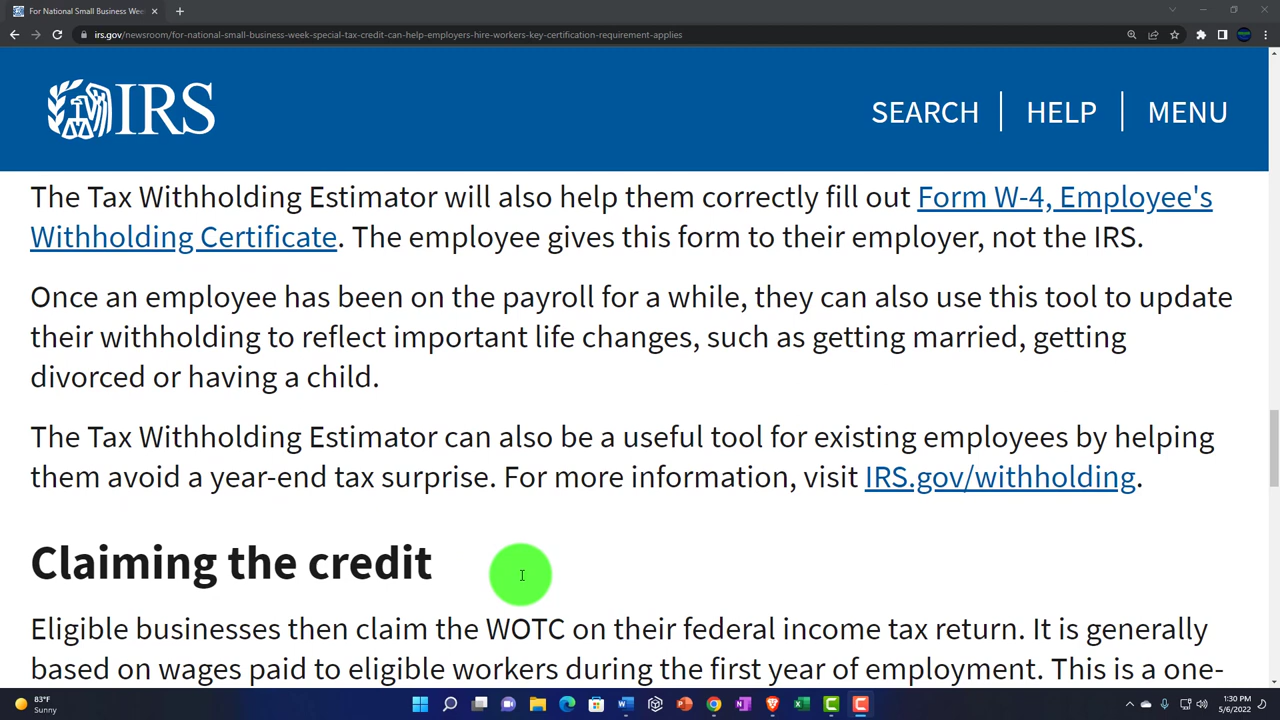 For National Small Business Wee
irs.gov/newsroom/for-national-small-business-week-special-tax-credit-can-help-employers-hire-workers-key-certification-requirement-applies
IRS
SEARCH HELP MENU
The Tax Withholding Estimator will also help them correctly fill out Form W-4, Employee's
Withholding Certificate. The employee gives this form to their employer, not the IRS.
Once an employee has been on the payroll for a while, they can also use this tool to update
their withholding to reflect important life changes, such as getting married, getting
divorced or having a child.
The Tax Withholding Estimator can also be a useful tool for existing employees by helping
them avoid a year-end tax surprise. For more information, visit IRS.gov/withholding.
Claiming the credit
Eligible businesses then claim the WOTC on their federal income tax return. It is generally
based on wages paid to eligible workers during the first year of employment. This is a one-
83°F
Sunny
1:30 PM
5/6/2022